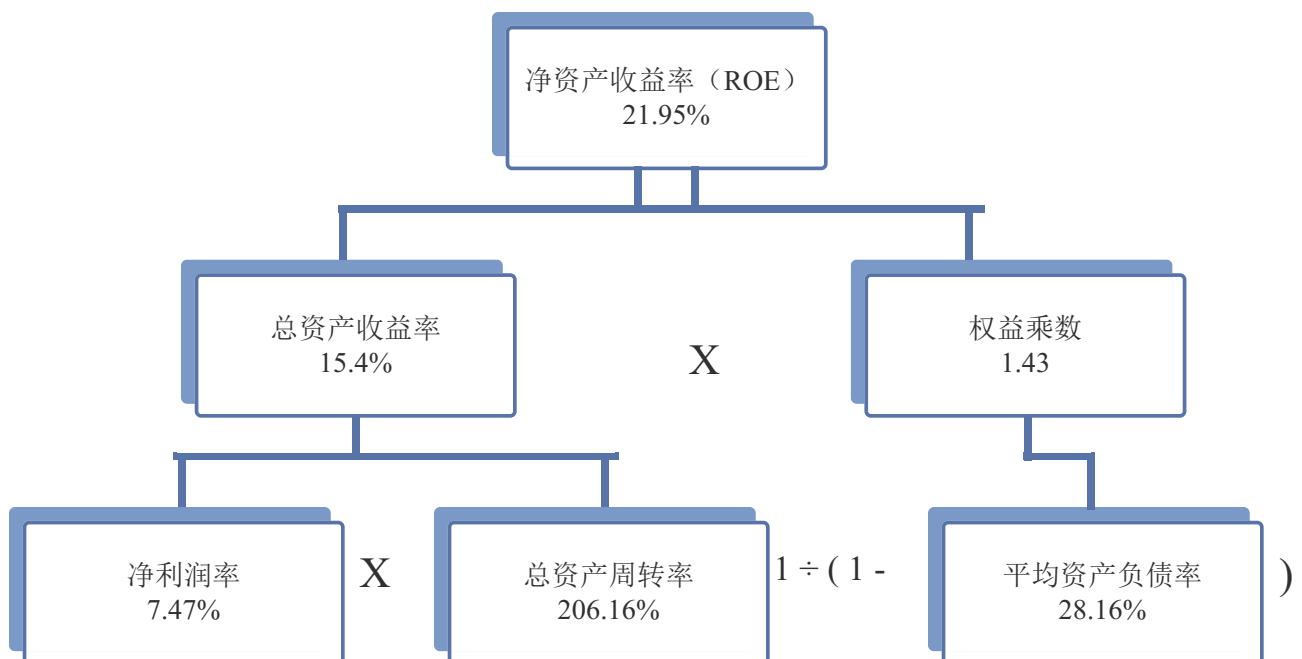 净资产收益率（ROE）
21.95%
总资产收益率
15.4%
X
权益乘数
1.43
净利润率
7.47%
X
总资产周转率
206.16%
1 ÷ ( 1 -
平均资产负债率
28.16%
)